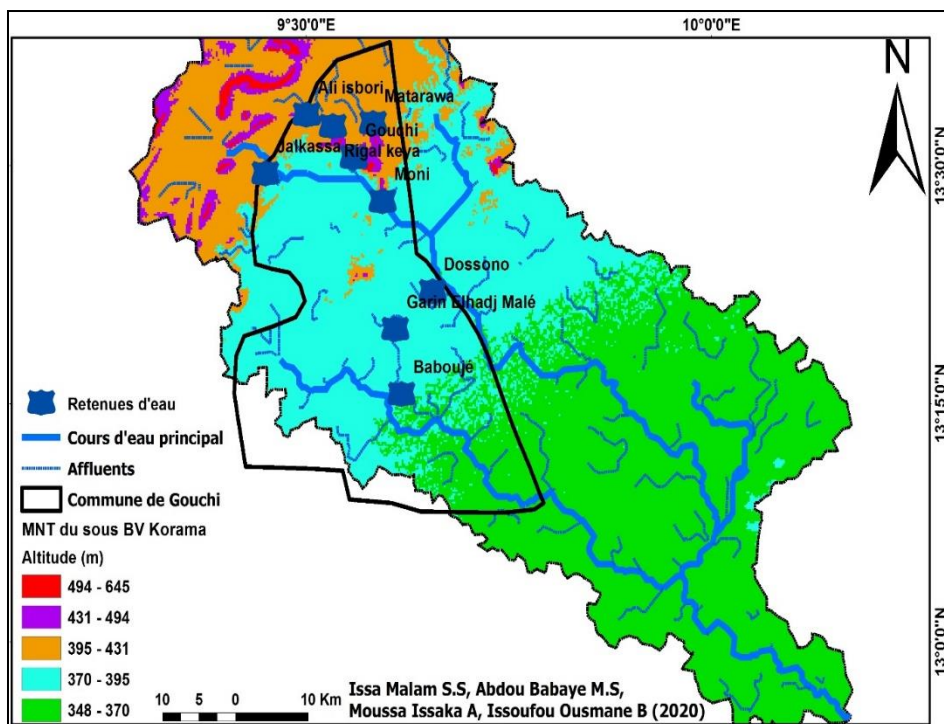 9°30'0"E
10°0'0"E
N
Ali isbori
Matarawa
Gouchi
Jalkassa
Rigal keya
Moni
13°30'0"N
Dossono
Garin Elhadj Malé
Baboujé
13°15'0"N
Retenues d'eau
Cours d'eau principal
Affluents
Commune de Gouchi
MNT du sous BV Korama
Altitude (m)
494 - 645
431 - 494
395 - 431
370 - 395
348 - 370
13°0'0"N
10 5 0 10 Km
Issa Malam S.S, Abdou Babaye M.S,
Moussa Issaka A, Issoufou Ousmane B (2020)